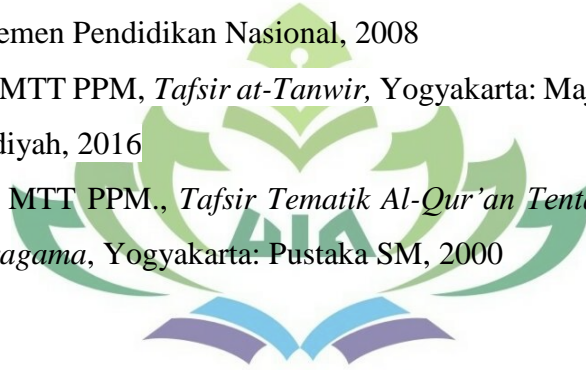 emen Pendidikan Nasional, 2008
MTT PPM, Tafsir at-Tanwir, Yogyakarta: Ma
diyah, 2016
MTT PPM., Tafsir Tematik Al-Qur’an Tent
agama, Yogyakarta: Pustaka SM, 2000